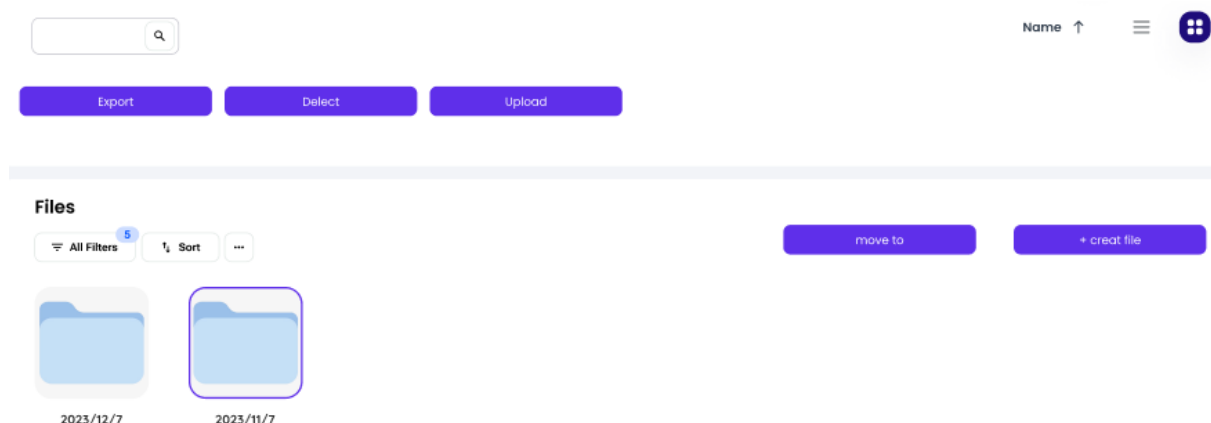 Name ↑
Export
Delect
Upload
Files
All Filters
5
Sort
...
move to
+ creat file
2023/12/7
2023/11/7